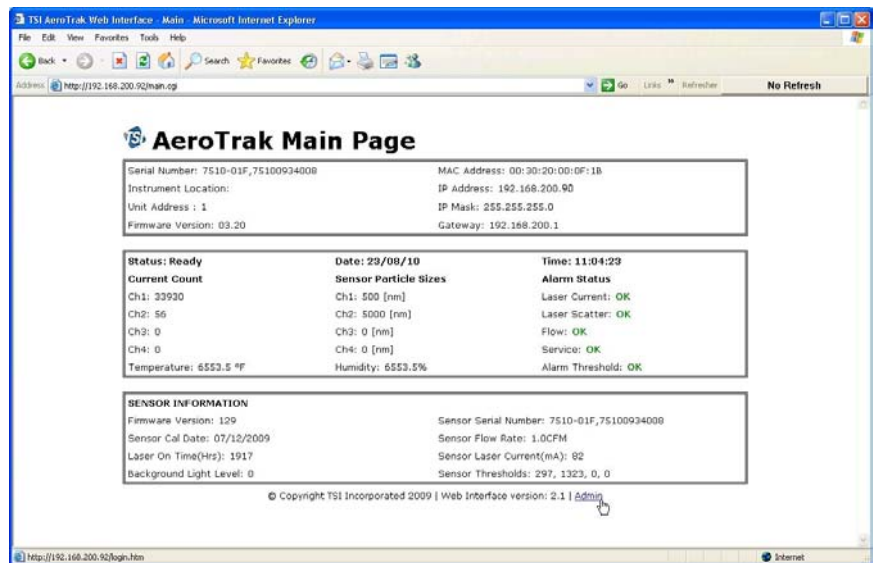 TSI AeroTrak Web Interface - Main - Microsoft Internet Explorer
File Edit View Favorites Tools Help
Back Search Favorites
Address http://192.168.200.92/main.cgi Go Links » Refresher No Refresh
TSI AeroTrak Main Page
Serial Number: 7510-01F,75100934008 MAC Address: 00:30:20:00:0F:1B
Instrument Location: IP Address: 192.168.200.90
Unit Address : 1 IP Mask: 255.255.255.0
Firmware Version: 03.20 Gateway: 192.168.200.1
Status: Ready Date: 23/08/10 Time: 11:04:23
Current Count Sensor Particle Sizes Alarm Status
Ch1: 33930 Ch1: 500 [nm] Laser Current: OK
Ch2: 56 Ch2: 5000 [nm] Laser Scatter: OK
Ch3: 0 Ch3: 0 [nm] Flow: OK
Ch4: 0 Ch4: 0 [nm] Service: OK
Temperature: 6553.5 ºF Humidity: 6553.5% Alarm Threshold: OK
SENSOR INFORMATION
Firmware Version: 129 Sensor Serial Number: 7510-01F,75100934008
Sensor Cal Date: 07/12/2009 Sensor Flow Rate: 1.0CFM
Laser On Time(Hrs): 1917 Sensor Laser Current(mA): 82
Background Light Level: 0 Sensor Thresholds: 297, 1323, 0, 0
© Copyright TSI Incorporated 2009 | Web Interface version: 2.1 | Admin
http://192.168.200.92/login.htm Internet